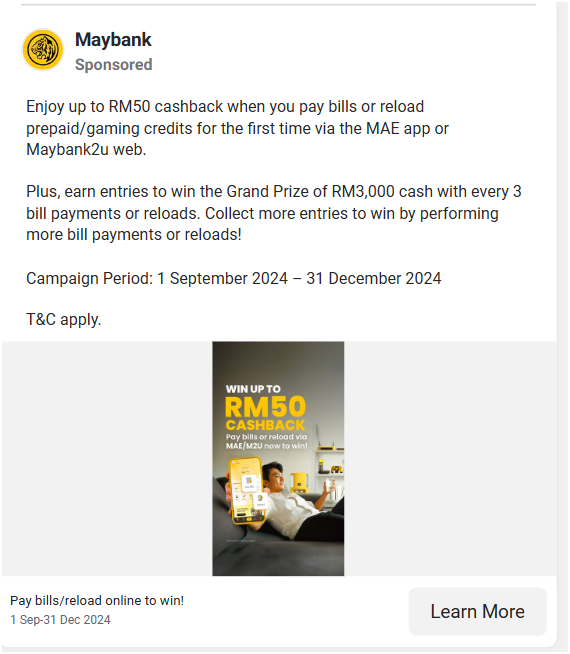 Maybank
Sponsored
Enjoy up to RM50 cashback when you pay bills or reload
prepaid/gaming credits for the first time via the MAE app or
Maybank2u web.
Plus, earn entries to win the Grand Prize of RM3,000 cash with every 3
bill payments or reloads. Collect more entries to win by performing
more bill payments or reloads!
Campaign Period: 1 September 2024 – 31 December 2024
T&C apply.
WIN UP TO
RM50
CASHBACK
Pay bills or reload via
MAE/M2U now to win!
Pay bills/reload online to win!
1 Sep-31 Dec 2024
Learn More